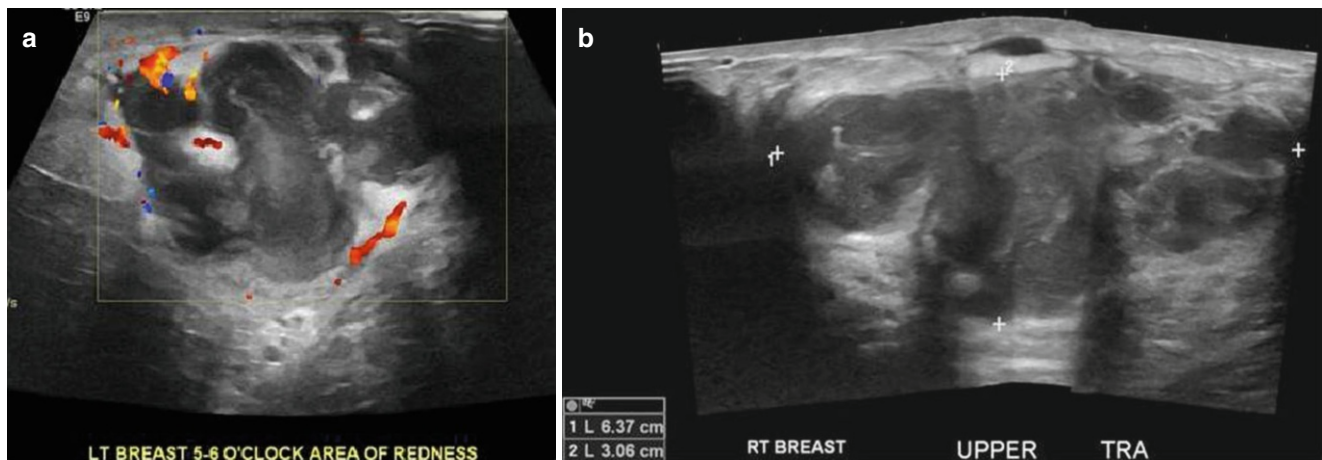 a
E9
/s
LT BREAST 5-6 O'CLOCK AREA OF REDNESS
b
2
1
1 L 6.37 cm
2 L 3.06 cm
RT BREAST UPPER TRA